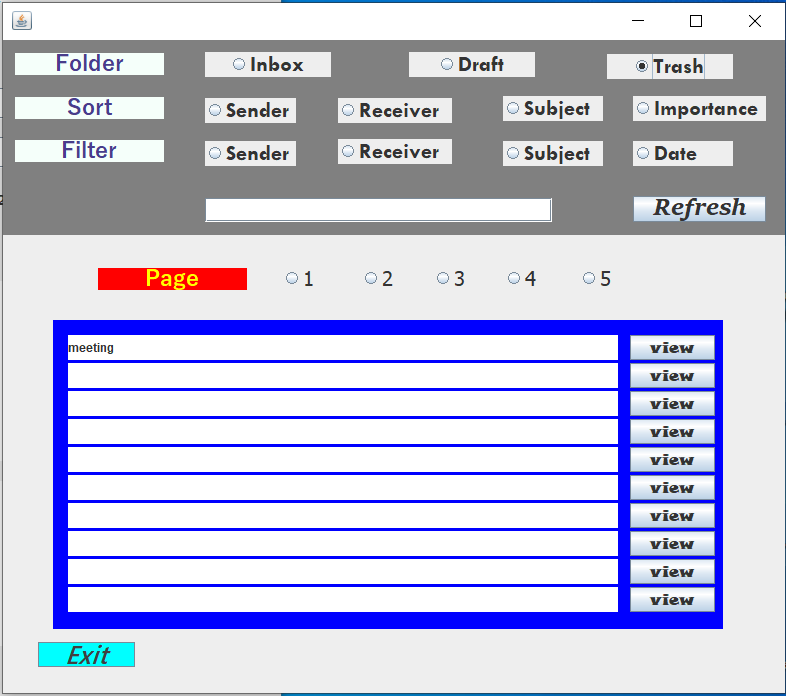 Folder Inbox Draft Trash
Sort Sender Receiver Subject Importance
Filter Sender Receiver Subject Date
Refresh
Page 1 2 3 4 5
meeting view
view
view
view
view
view
view
view
view
view
Exit